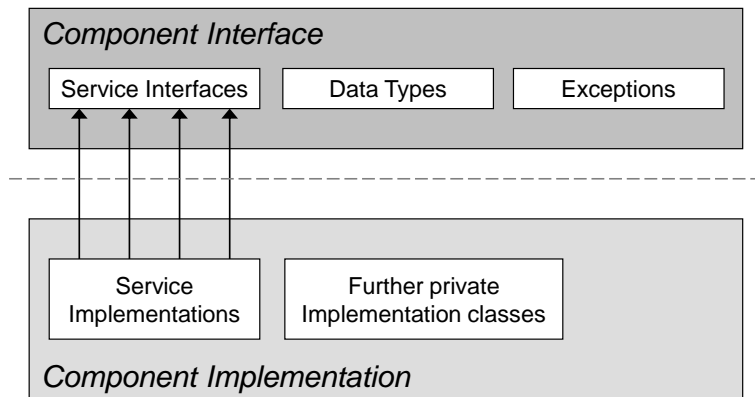 Component Interface
Service Interfaces
Data Types
Exceptions
Service
Implementations
Further private
Implementation classes
Component Implementation